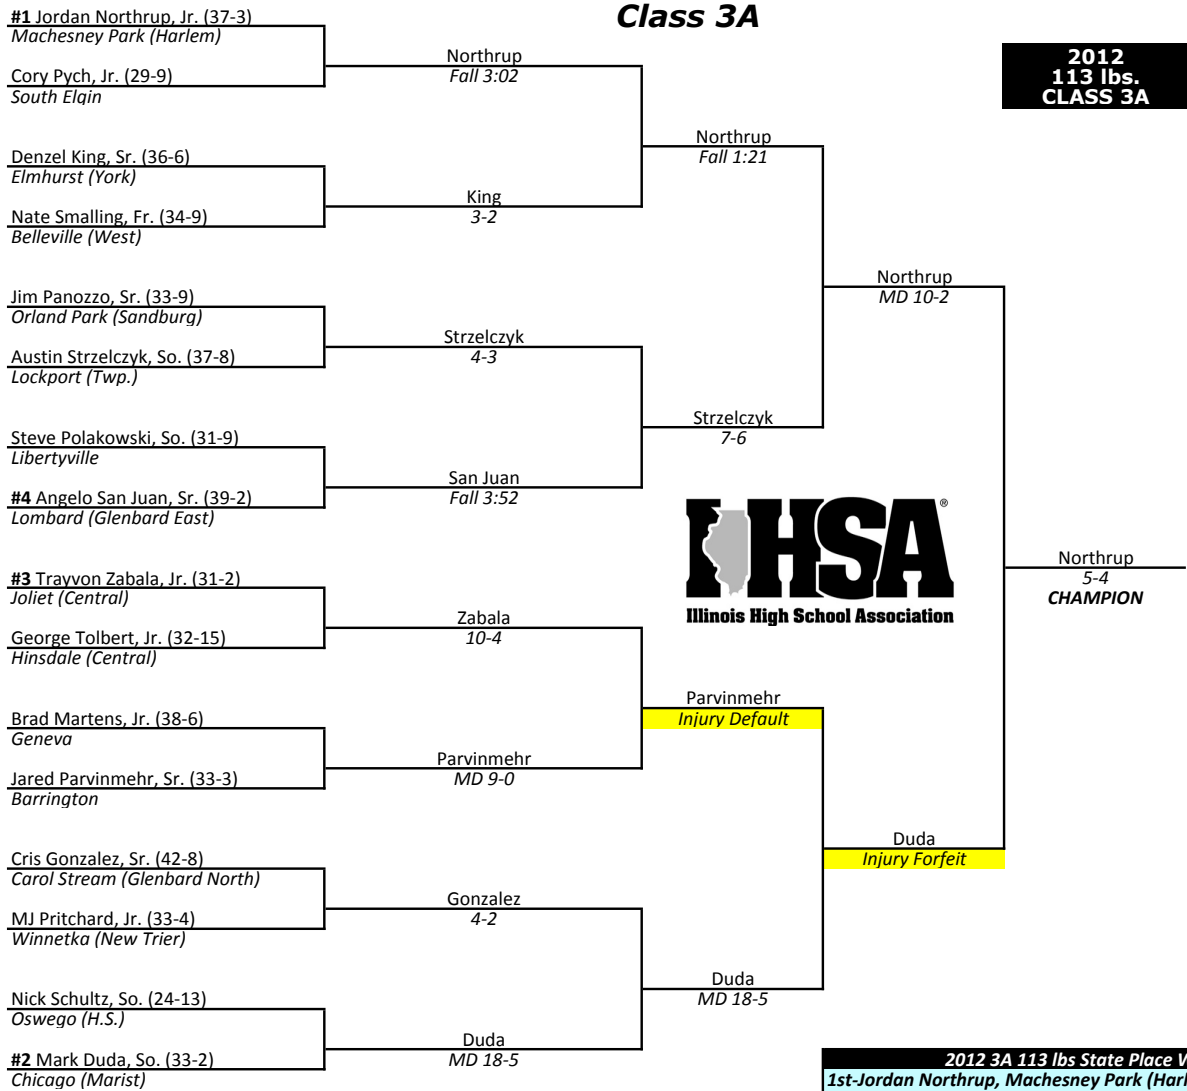 Class 3A
2012
113 lbs.
CLASS 3A
#1 Jordan Northrup, Jr. (37-3)
Machesney Park (Harlem)
Cory Pych, Jr. (29-9)
South Elgin
Denzel King, Sr. (36-6)
Elmhurst (York)
Nate Smalling, Fr. (34-9)
Belleville (West)
Jim Panozzo, Sr. (33-9)
Orland Park (Sandburg)
Austin Strzelczyk, So. (37-8)
Lockport (Twp.)
Steve Polakowski, So. (31-9)
Libertyville
#4 Angelo San Juan, Sr. (39-2)
Lombard (Glenbard East)
#3 Trayvon Zabala, Jr. (31-2)
Joliet (Central)
George Tolbert, Jr. (32-15)
Hinsdale (Central)
Brad Martens, Jr. (38-6)
Geneva
Jared Parvinmehr, Sr. (33-3)
Barrington
Cris Gonzalez, Sr. (42-8)
Carol Stream (Glenbard North)
MJ Pritchard, Jr. (33-4)
Winnetka (New Trier)
Nick Schultz, So. (24-13)
Oswego (H.S.)
#2 Mark Duda, So. (33-2)
Chicago (Marist)
Northrup
Fall 3:02
King
3-2
Strzelczyk
4-3
San Juan
Fall 3:52
Zabala
10-4
Parvinmehr
MD 9-0
Gonzalez
4-2
Duda
MD 18-5
Northrup
Fall 1:21
Strzelczyk
7-6
IHSA®
Illinois High School Association
Parvinmehr
Injury Default
Duda
MD 18-5
Northrup
MD 10-2
Duda
Injury Forfeit
Northrup
5-4
CHAMPION
2012 3A 113 lbs State Place W
1st-Jordan Northrup, Machesney Park (Harl